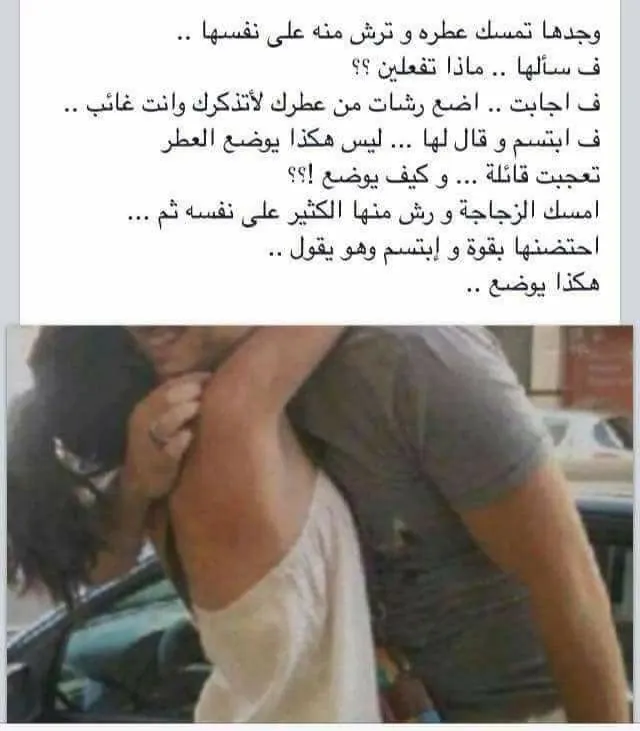 وجدها تمسك عطره و ترش منه على نفسها ..
ف سألها .. ماذا تفعلين ؟؟
ف اجابت .. اضع رشات من عطرك لأتذكرك وانت غائب ..
ف ابتسم و قال لها ... ليس هكذا يوضع العطر
تعجبت قائلة ... و كيف يوضع !؟؟
امسك الزجاجة و رش منها الكثير على نفسه ثم ...
احتضنها بقوة و إبتسم وهو يقول ..
هكذا يوضع ..